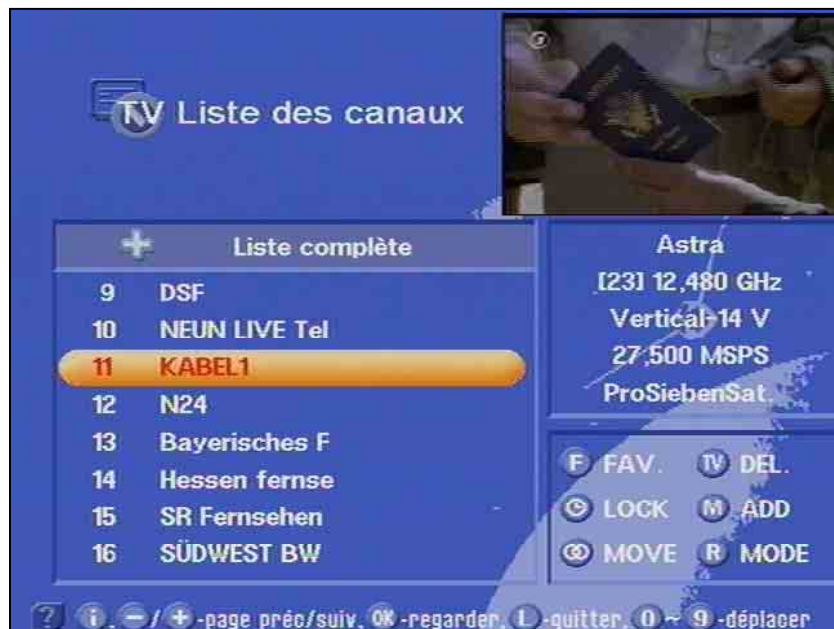 TV Liste des canaux
Liste complète
9 DSF
10 NEUN LIVE Tel
11 KABEL1
12 N24
13 Bayerisches F
14 Hessen fernse
15 SR Fernsehen
16 SÜDWEST BW
Astra
[23] 12,480 GHz
Vertical-14 V
27,500 MSPS
ProSiebenSat.
F FAV. TV DEL.
LOCK M ADD
MOVE R MODE
? i, -/ + -page préc/suiv, OK -regarder, L -quitter, 0 ~ 9 -déplacer